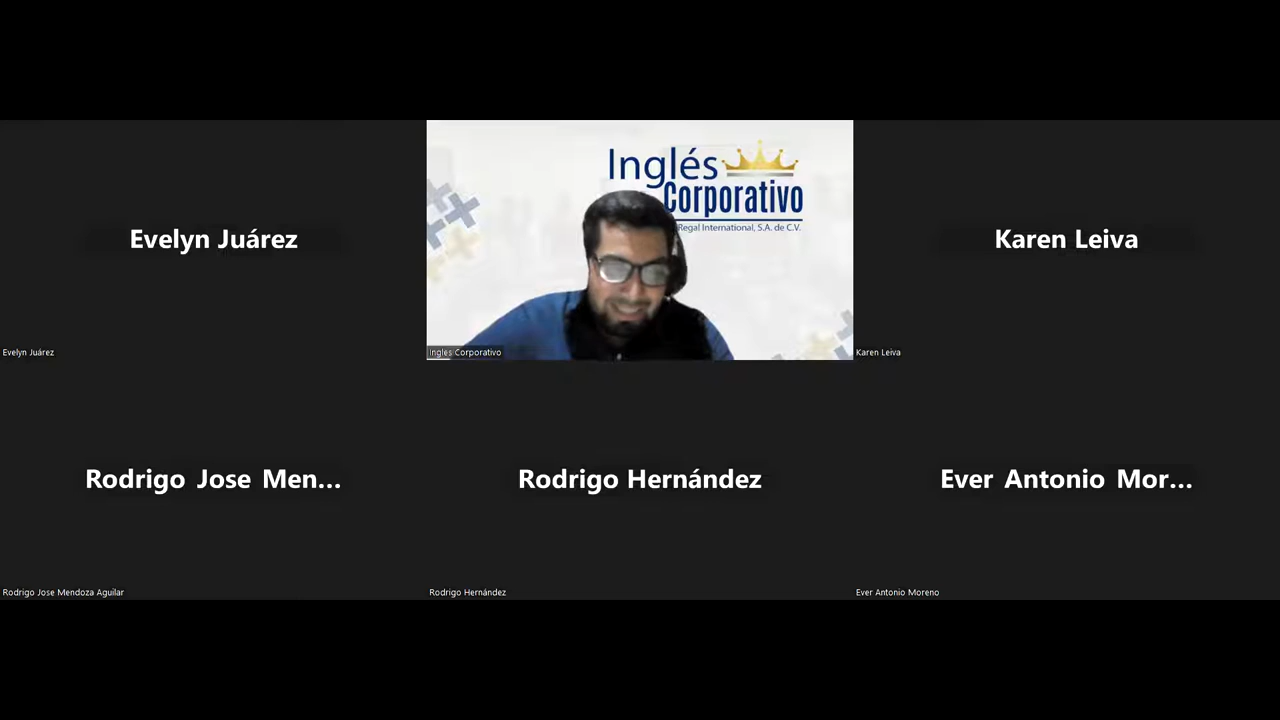 Inglés
Corporativo
Regal International, S.A. de C.V.
Evelyn Juárez
Karen Leiva
Evelyn Juárez
Inglés Corporativo
Karen Leiva
Rodrigo Jose Men...
Rodrigo Hernández
Ever Antonio Mor...
Rodrigo Jose Mendoza Aguilar
Rodrigo Hernández
Ever Antonio Moreno